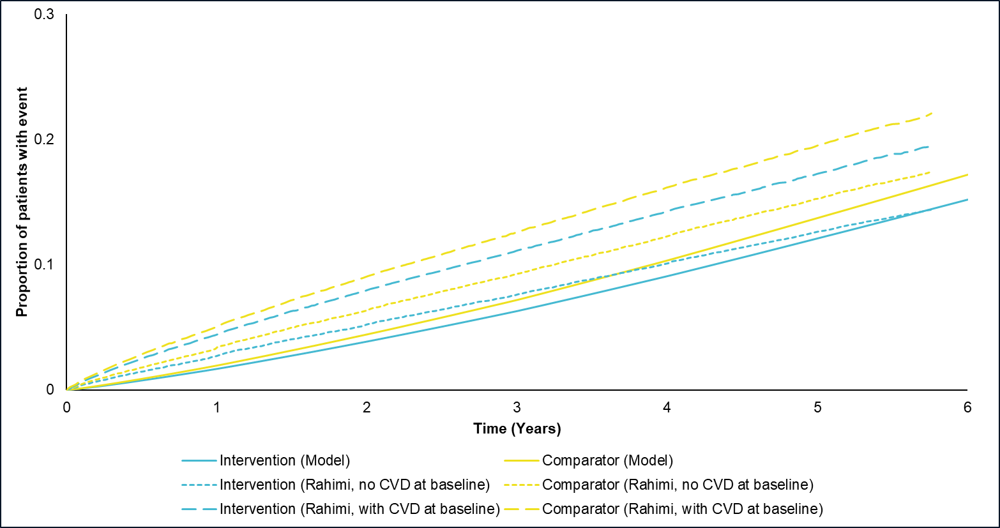 0.3
0.2
0.1
0
Proportion of patients with event
0 1 2 3 4 5 6
Time (Years)
Intervention (Model) Comparator (Model)
Intervention (Rahimi, no CVD at baseline) Comparator (Rahimi, no CVD at baseline)
Intervention (Rahimi, with CVD at baseline) Comparator (Rahimi, with CVD at baseline)